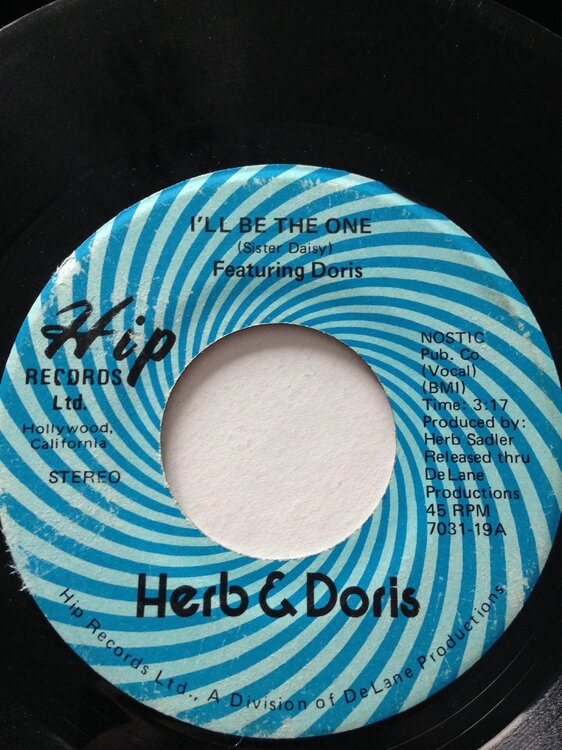 I'LL BE THE ONE
(Sister Daisy)
Featuring Doris
Hip
RECORDS
Ltd.
Hollywood,
California
STEREO
NOSTIC
Pub. Co.
(Vocal)
(BMI)
Time: 3:17
Produced by:
Herb Sadler
Released thru
DeLane
Productions
45 RPM
7031-19A
Herb & Doris
Hip Records Ltd., A Division of DeLane Productions